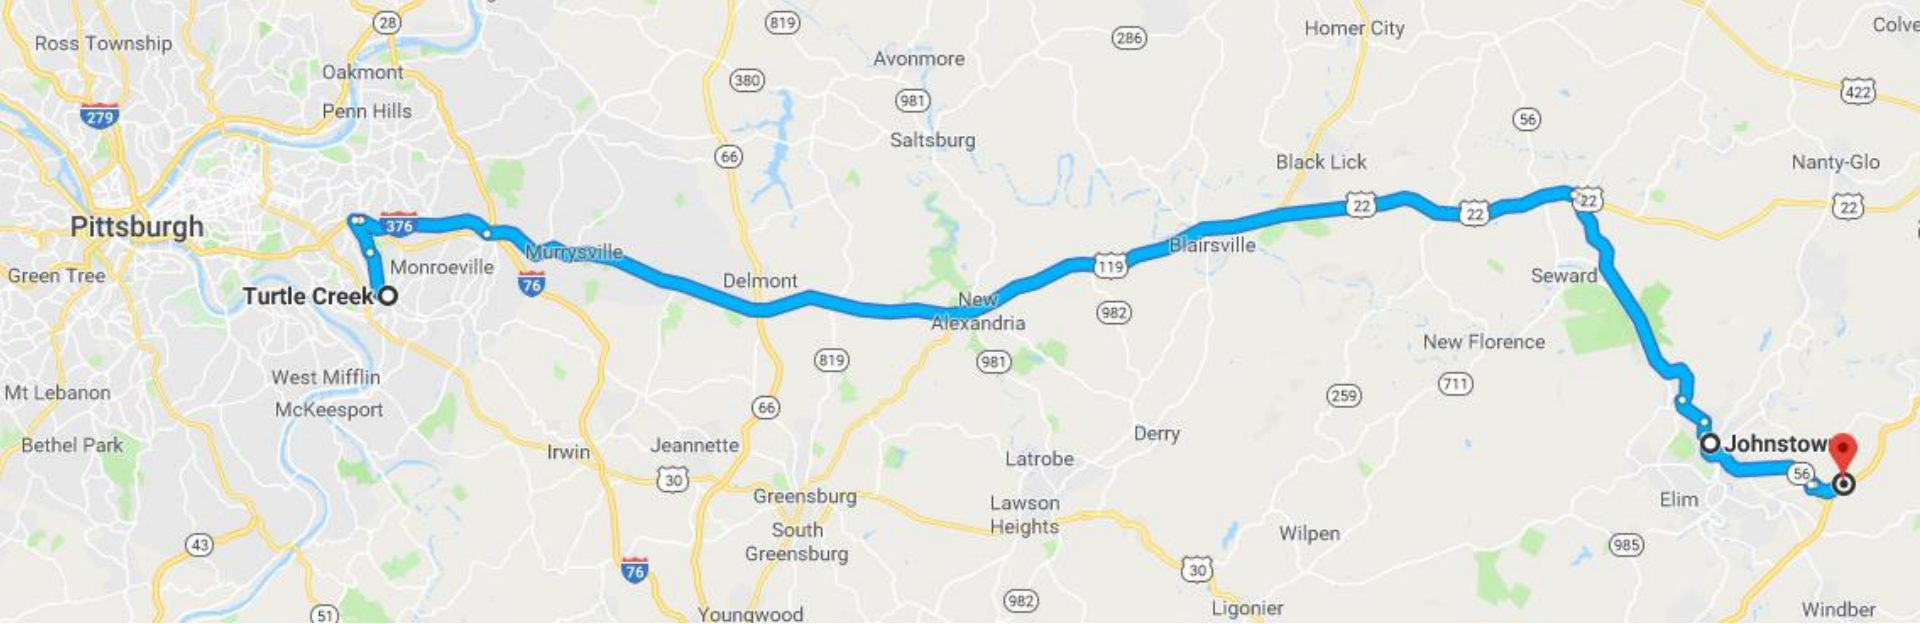 28
819
286
Homer City
Colve
Ross Township
Avonmore
Oakmont
380
422
981
Penn Hills
279
56
Saltsburg
66
Black Lick
Nanty-Glo
22
22
22
22
Pittsburgh
376
Murrysville
Blairsville
Green Tree
Monroeville
119
76
Delmont
Seward
Turtle Creek
New
Alexandria
982
New Florence
819
981
West Mifflin
711
Mt Lebanon
259
McKeesport
66
Derry
Bethel Park
Irwin
Jeannette
Johnstow
Latrobe
56
30
Greensburg
Lawson
Heights
Elim
South
Greensburg
Wilpen
43
985
76
30
982
51
Youngwood
Ligonier
Windber